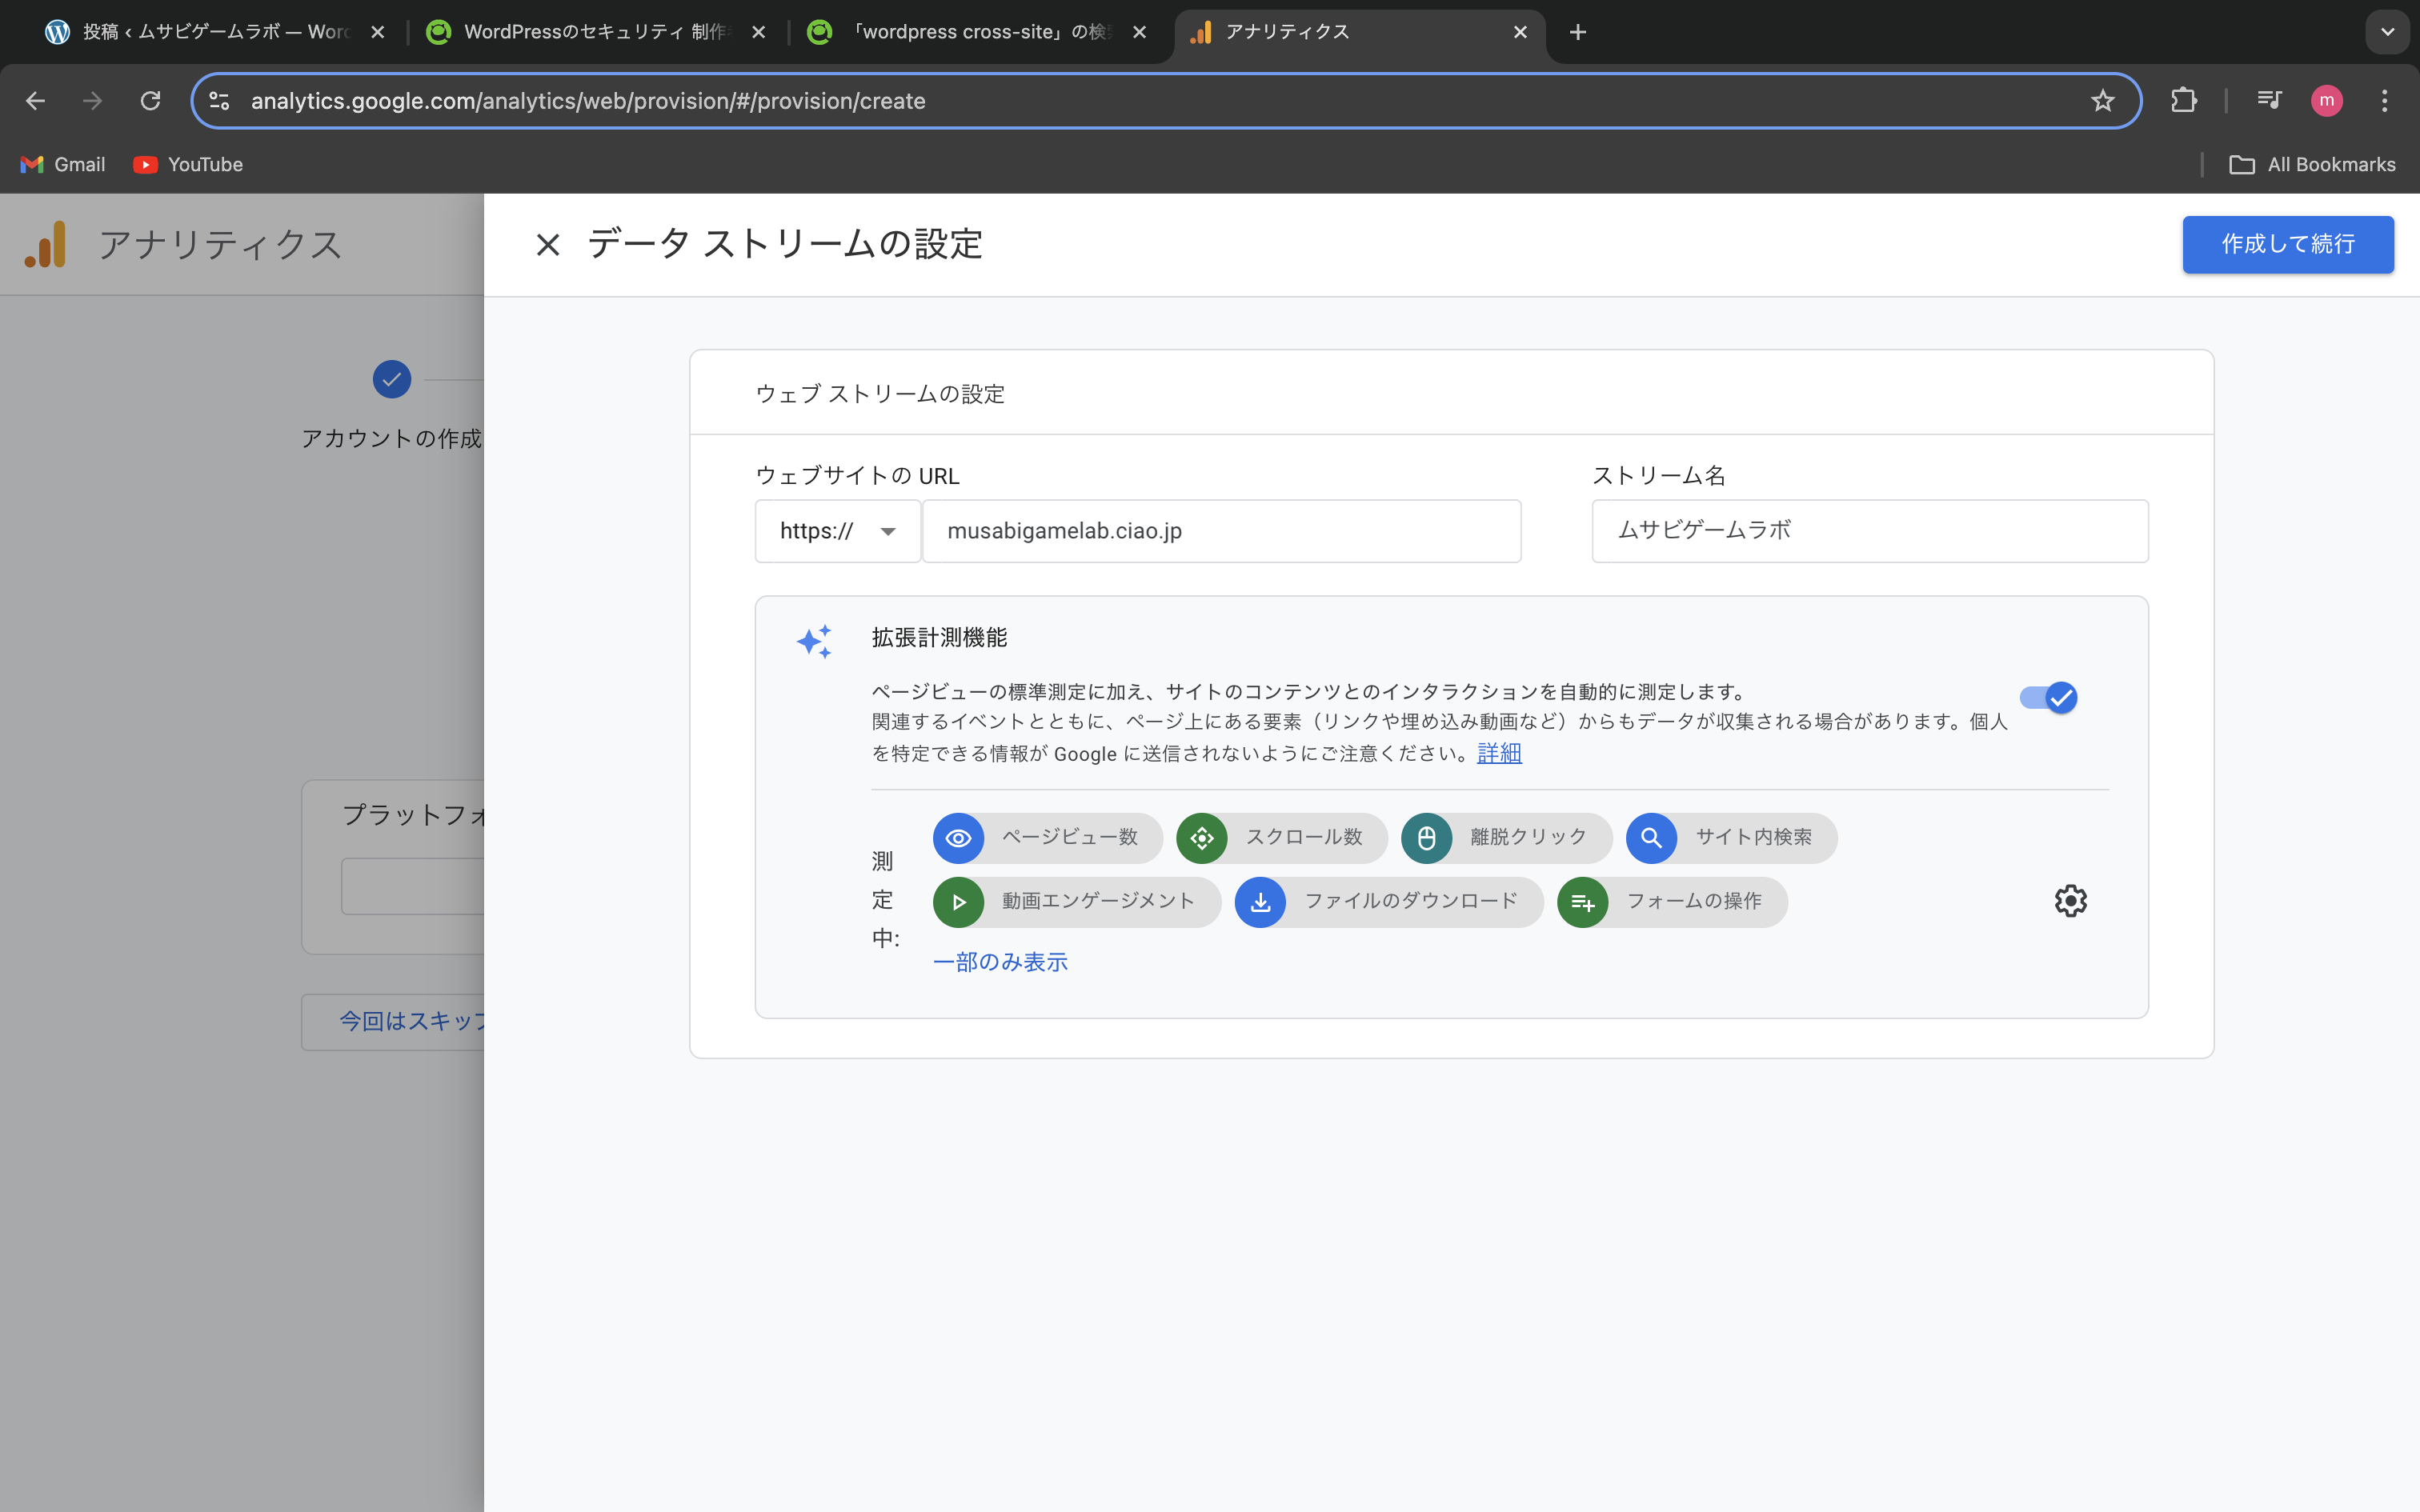 投稿 ‹ ムサビゲームラボ — Word
WordPressのセキュリティ 制作
「wordpress cross-site」の検
アナリティクス
analytics.google.com/analytics/web/provision/#/provision/create
m
Gmail
YouTube
All Bookmarks
アナリティクス
データ ストリームの設定
作成して続行
アカウントの作成
プラットフォ
今回はスキップ
ウェブ ストリームの設定
ウェブサイトの URL
ストリーム名
https://
musabigamelab.ciao.jp
ムサビゲームラボ
拡張計測機能
ページビューの標準測定に加え、サイトのコンテンツとのインタラクションを自動的に測定します。
関連するイベントとともに、ページ上にある要素（リンクや埋め込み動画など）からもデータが収集される場合があります。個人
を特定できる情報が Google に送信されないようにご注意ください。詳細
測
定
中:
ページビュー数
スクロール数
離脱クリック
サイト内検索
動画エンゲージメント
ファイルのダウンロード
フォームの操作
一部のみ表示